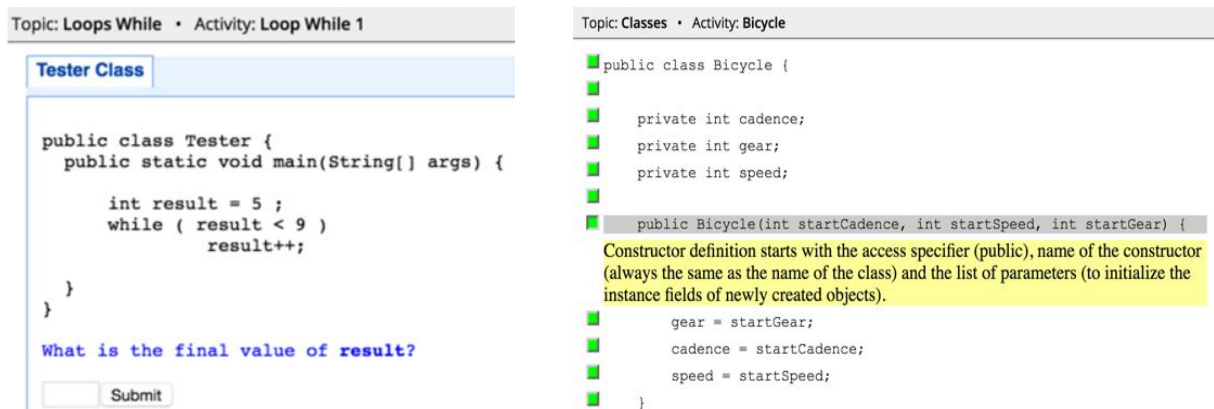 Topic: Loops While • Activity: Loop While 1
Tester Class
public class Tester {
public static void main(String[] args) {
int result = 5 ;
while ( result < 9 )
result++;
}
}
What is the final value of result?
Submit
Topic: Classes • Activity: Bicycle
public class Bicycle {
private int cadence;
private int gear;
private int speed;
public Bicycle(int startCadence, int startSpeed, int startGear) {
Constructor definition starts with the access specifier (public), name of the constructor
(always the same as the name of the class) and the list of parameters (to initialize the
instance fields of newly created objects).
gear = startGear;
cadence = startCadence;
speed = startSpeed;
}